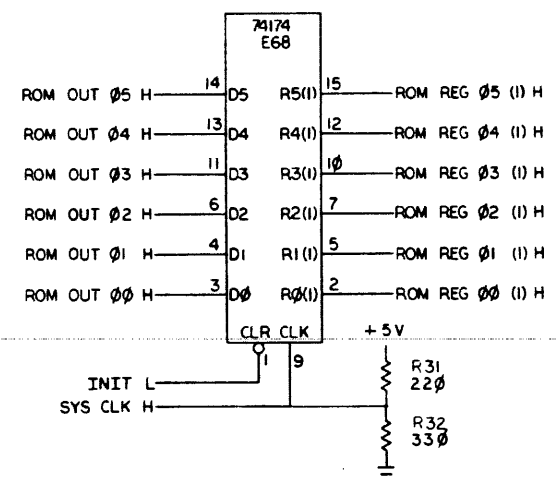 74174
E68
ROM OUT Ø5 H 14 D5 R5(1) 15 ROM REG Ø5 (1) H
ROM OUT Ø4 H 13 D4 R4(1) 12 ROM REG Ø4 (1) H
ROM OUT Ø3 H 11 D3 R3(1) 1Ø ROM REG Ø3 (1) H
ROM OUT Ø2 H 6 D2 R2(1) 7 ROM REG Ø2 (1) H
ROM OUT Ø1 H 4 D1 R1(1) 5 ROM REG Ø1 (1) H
ROM OUT ØØ H 3 DØ RØ(1) 2 ROM REG ØØ (1) H
CLR CLK +5V
1 9
INIT L
SYS CLK H
R31
22Ø
R32
33Ø